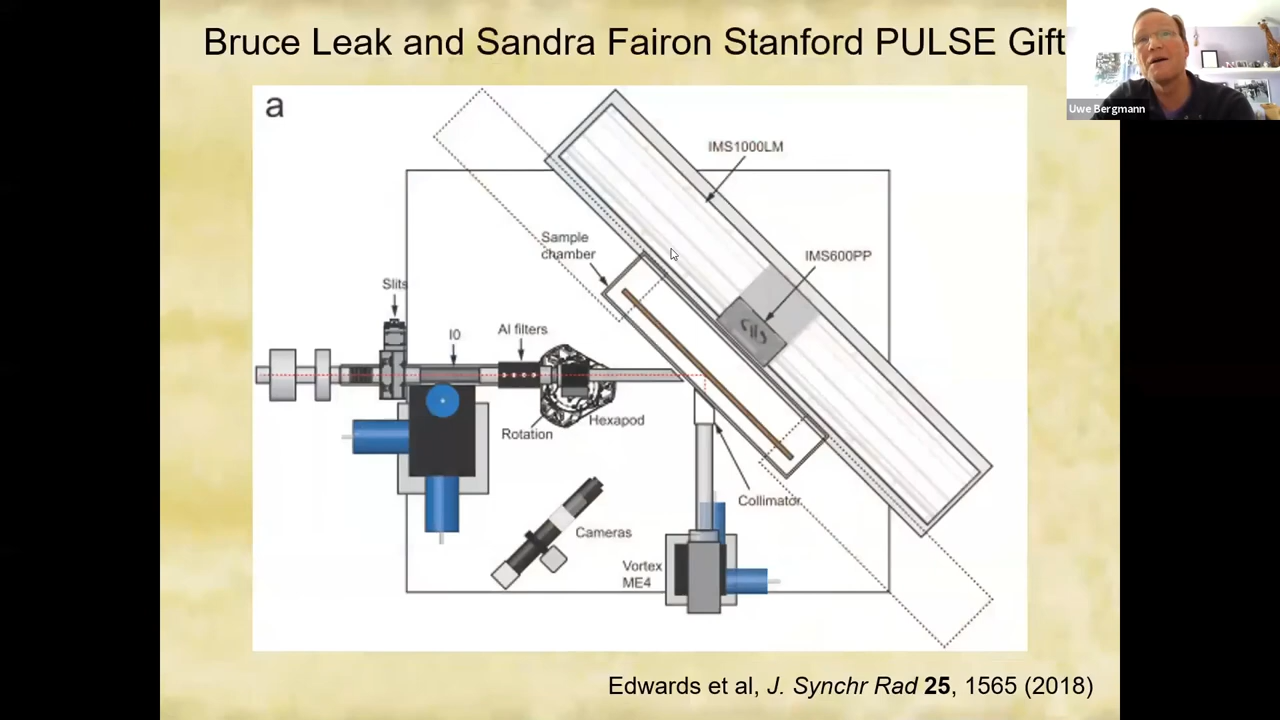 Bruce Leak and Sandra Fairon Stanford PULSE Gift
Uwe Bergmann
a
IMS1000LM
Sample
chamber
IMS600PP
Slits
I0
Al filters
Rotation
Hexapod
Collimator
Cameras
Vortex
ME4
Edwards et al, J. Synchr Rad 25, 1565 (2018)